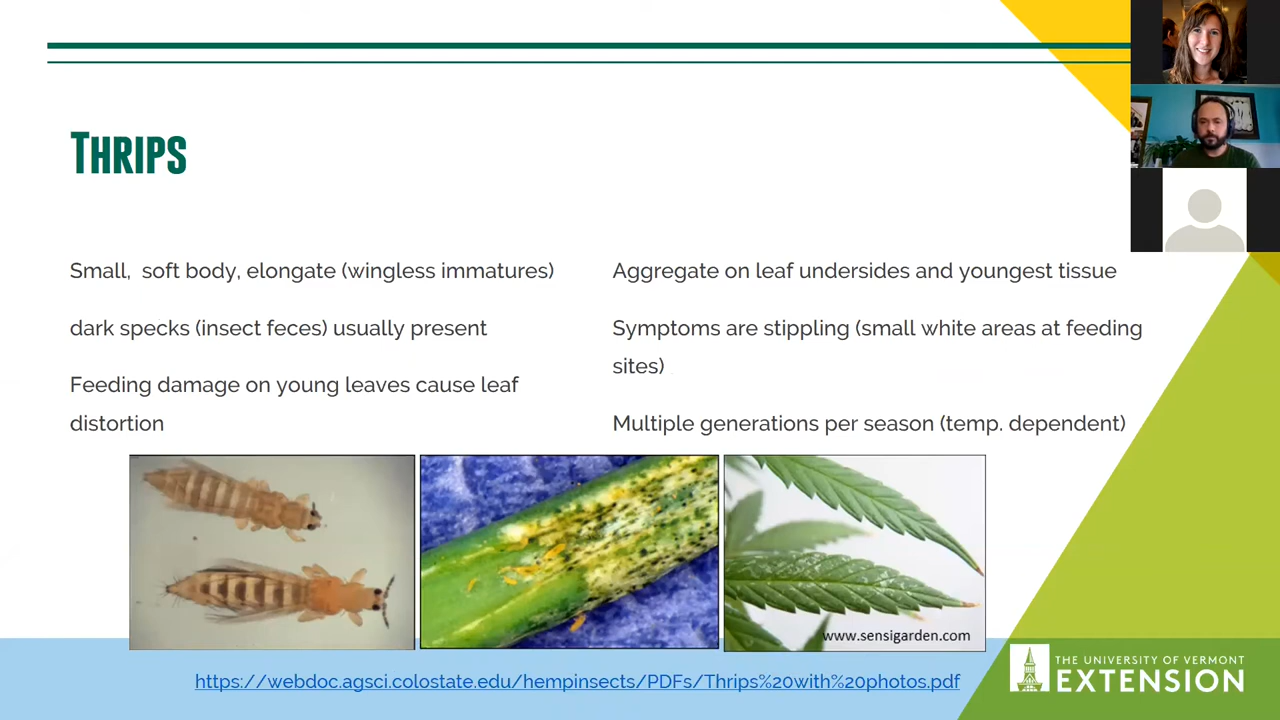 Thrips
Small,  soft body, elongate (wingless immatures)
dark specks (insect feces) usually present
Feeding damage on young leaves cause leaf
distortion
Aggregate on leaf undersides and youngest tissue
Symptoms are stippling (small white areas at feeding
sites)
Multiple generations per season (temp. dependent)
www.sensigarden.com
https://webdoc.agsci.colostate.edu/hempinsects/PDFs/Thrips%20with%20photos.pdf
THE UNIVERSITY OF VERMONT
EXTENSION